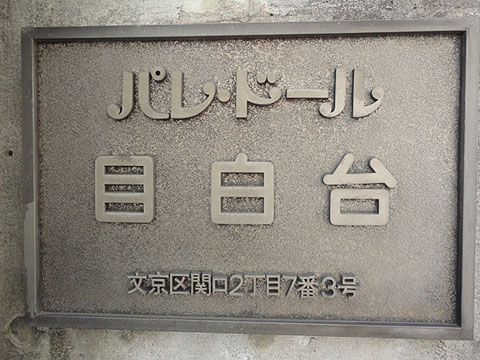 パレ・ドール
目白台
文京区関口2丁目7番3号